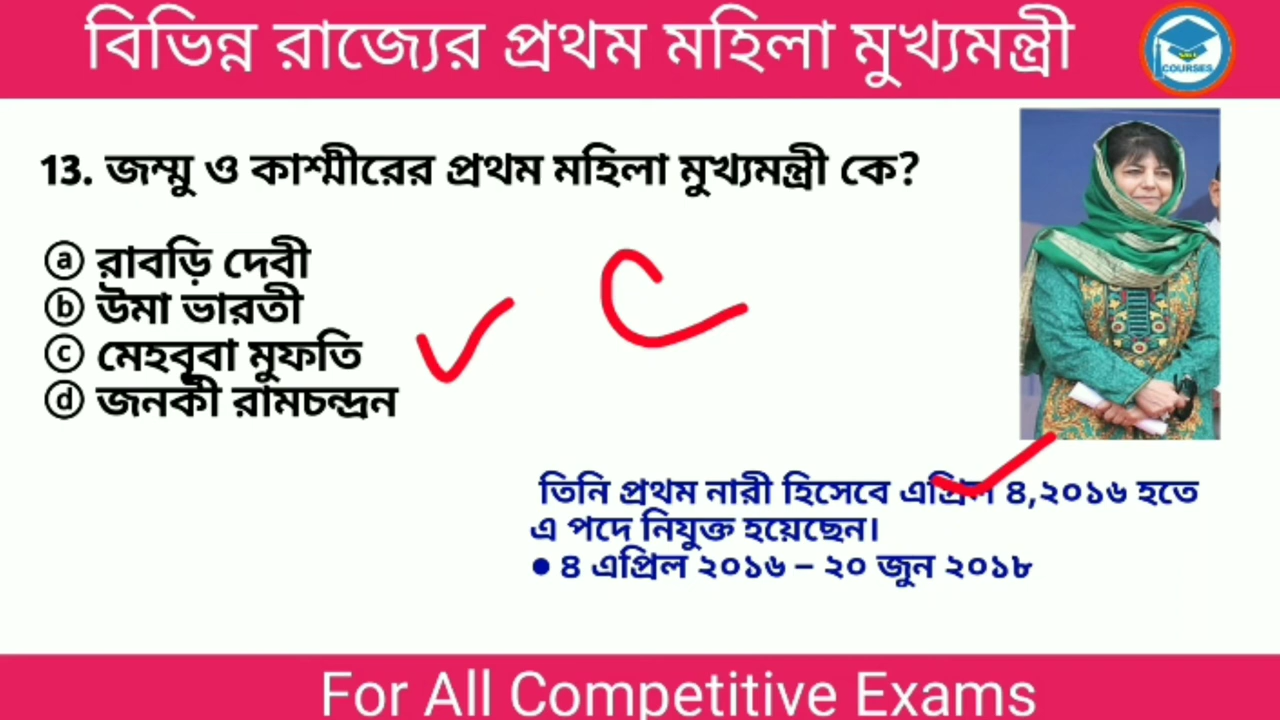 বিভিন্ন রাজ্যের প্রথম মহিলা মুখ্যমন্ত্রী
COURSES
13. জম্মু ও কাশ্মীরের প্রথম মহিলা মুখ্যমন্ত্রী কে?
ⓐ রাবড়ি দেবী
ⓑ উমা ভারতী
ⓒ মেহবুবা মুফতি
ⓓ জনকী রামচন্দ্রন
তিনি প্রথম নারী হিসেবে এপ্রিল ৪,২০১৬ হতে
এ পদে নিযুক্ত হয়েছেন।
● ৪ এপ্রিল ২০১৬ – ২০ জুন ২০১৮
For All Competitive Exams